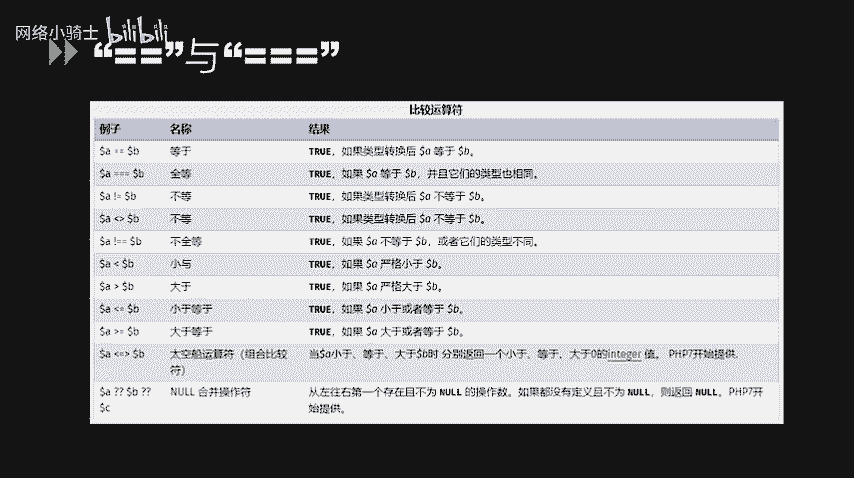 网络小骑士 bilibili
“==”与“===”
比较运算符
例子 名称 结果
$a == $b 等于 TRUE，如果类型转换后 $a 等于 $b。
$a === $b 全等 TRUE，如果 $a 等于 $b，并且它们的类型也相同。
$a != $b 不等 TRUE，如果类型转换后 $a 不等于 $b。
$a <> $b 不等 TRUE，如果类型转换后 $a 不等于 $b。
$a !== $b 不全等 TRUE，如果 $a 不等于 $b，或者它们的类型不同。
$a < $b 小与 TRUE，如果 $a 严格小于 $b。
$a > $b 大于 TRUE，如果 $a 严格大于 $b。
$a <= $b 小于等于 TRUE，如果 $a 小于或者等于 $b。
$a >= $b 大于等于 TRUE，如果 $a 大于或者等于 $b。
$a <=> $b 太空船运算符（组合比较 当$a小于、等于、大于$b时 分别返回一个小于、等于、大于0的integer 值。 PHP7开始提供.
符）
$a ?? $b ?? NULL 合并操作符 从左往右第一个存在且不为 NULL 的操作数。如果都没有定义且不为 NULL，则返回 NULL。PHP7开
$c 始提供。